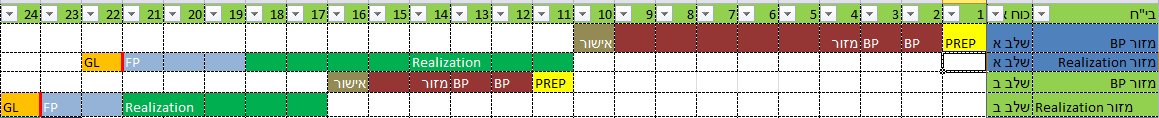 בי"ח כוח א 1 2 3 4 5 6 7 8 9 10 11 12 13 14 15 16 17 18 19 20 21 22 23 24
מזור BP שלב א PREP BP BP מזור אישור
מזור Realization שלב א Realization FP GL
מזור BP שלב ב PREP BP BP מזור אישור
מזור Realization שלב ב Realization FP GL